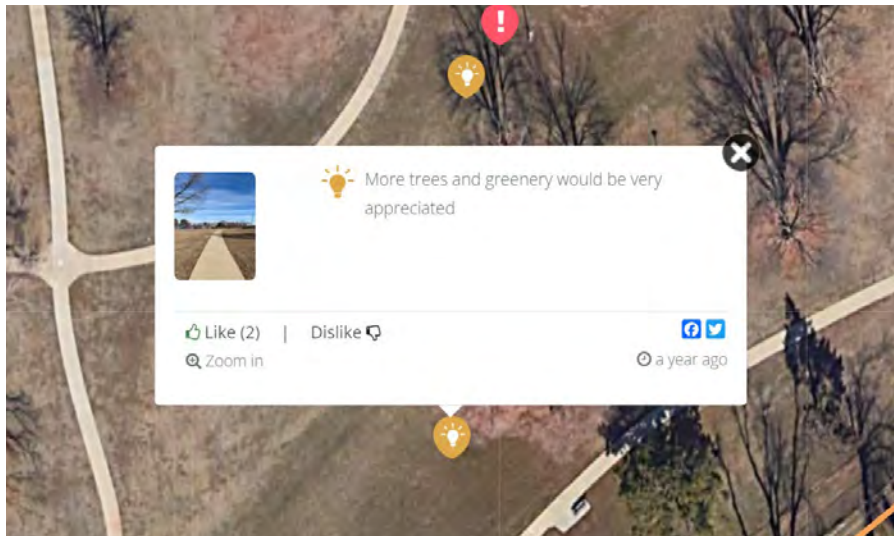 More trees and greenery would be very
appreciated
Like (2) | Dislike
Zoom in
a year ago